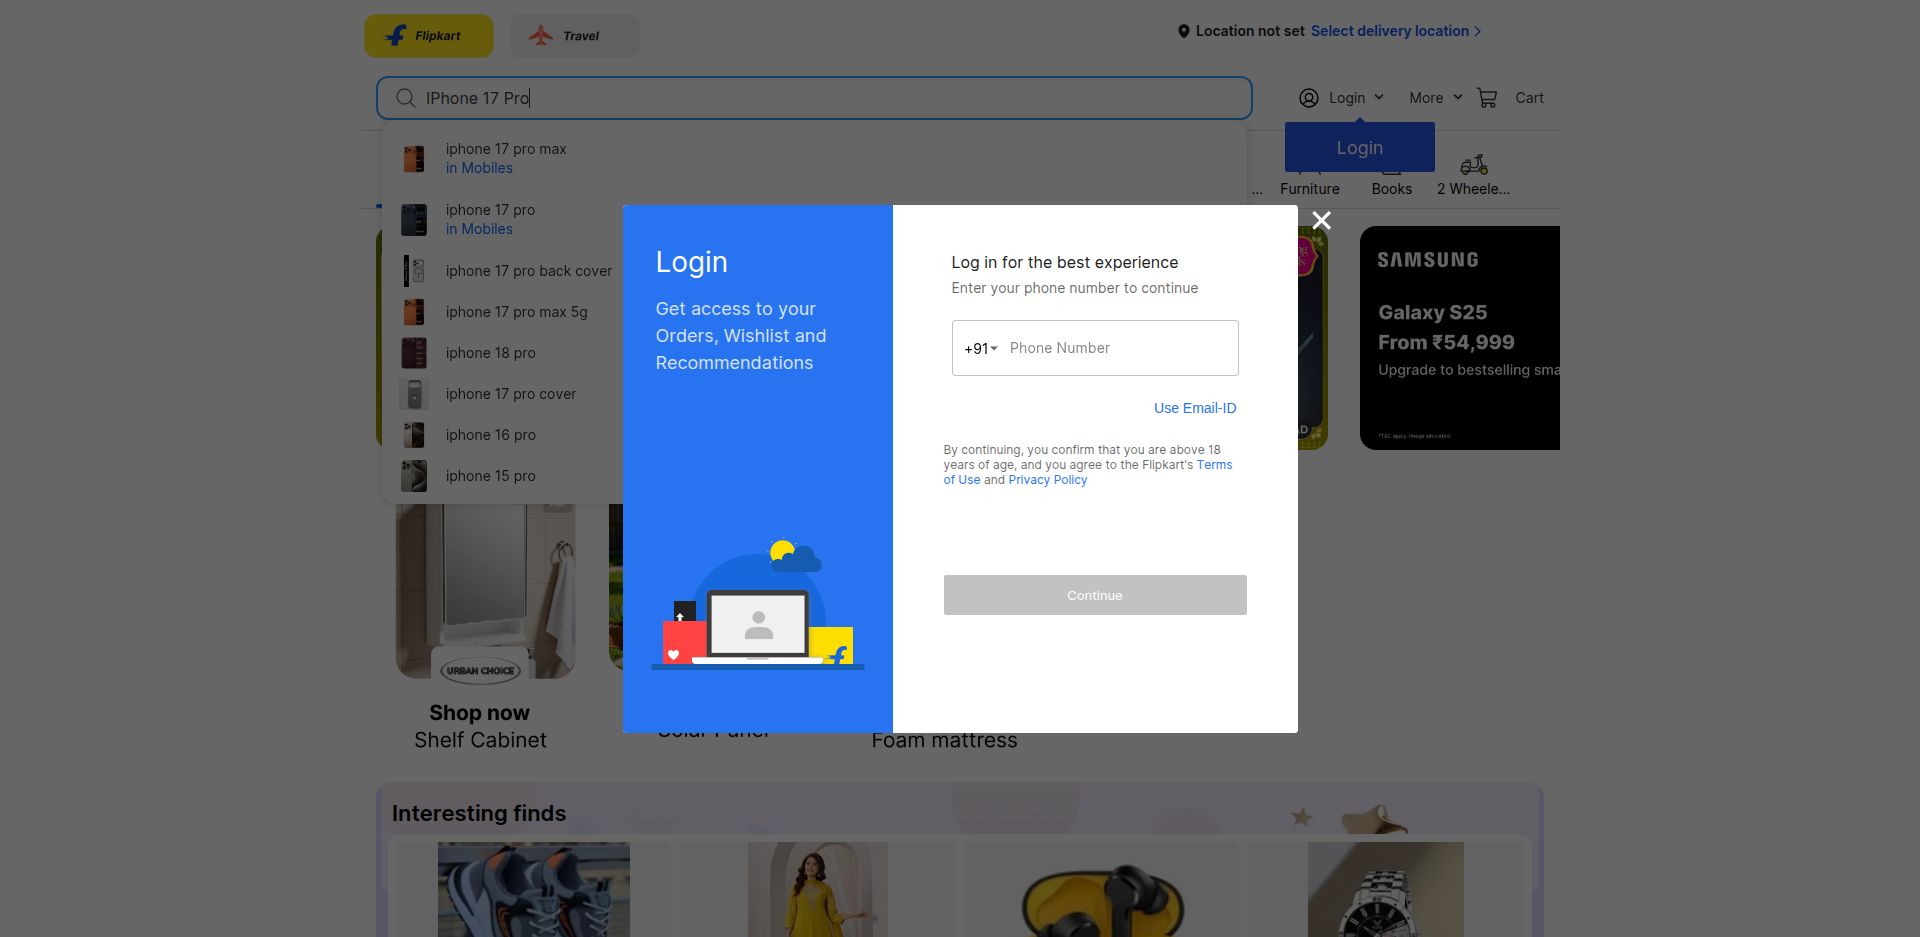 Flipkart
Travel
Location not set Select delivery location
IPhone 17 Pro
Login
More
Cart
iphone 17 pro max
in Mobiles
iphone 17 pro
in Mobiles
iphone 17 pro back cover
iphone 17 pro max 5g
iphone 18 pro
iphone 17 pro cover
iphone 16 pro
iphone 15 pro
Login
... Furniture
Books
2 Wheele...
Login
Get access to your
Orders, Wishlist and
Recommendations
Log in for the best experience
Enter your phone number to continue
+91
Phone Number
Use Email-ID
By continuing, you confirm that you are above 18
years of age, and you agree to the Flipkart's Terms
of Use and Privacy Policy
Continue
SAMSUNG
Galaxy S25
From ₹54,999
Upgrade to bestselling sma
*T&C apply. Image simulated.
AD
URBAN CHOICE
Shop now
Shelf Cabinet
Solar Panel
Foam mattress
Interesting finds